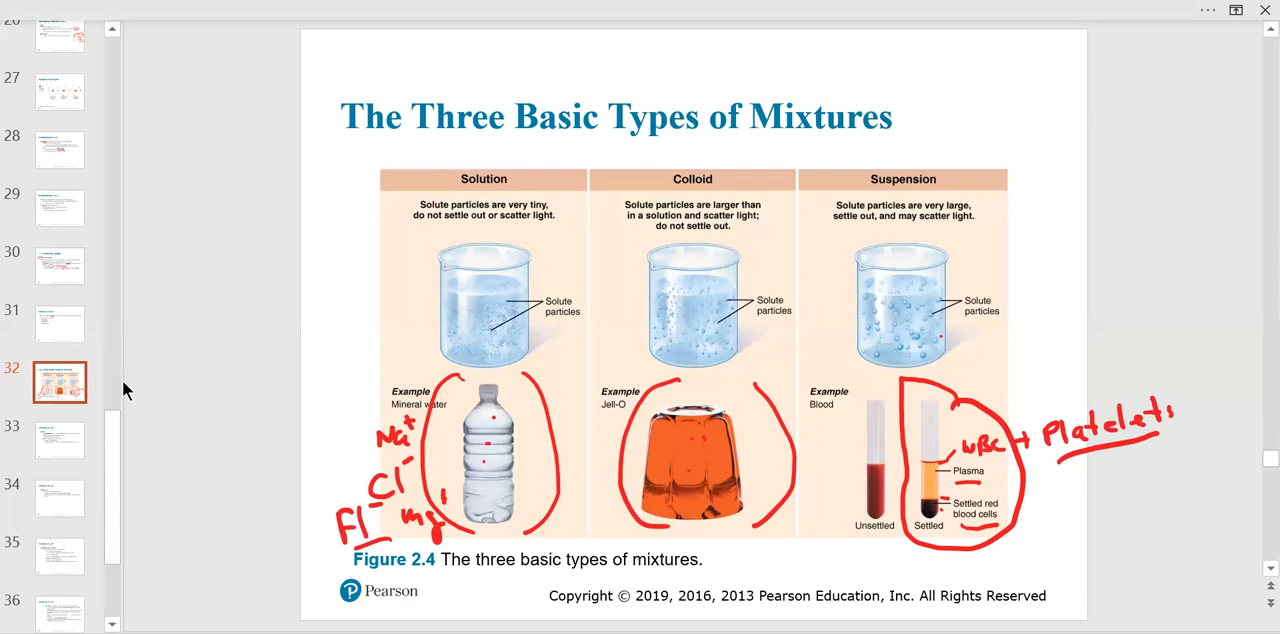 26
27
28
29
30
31
32
33
34
35
36
The Three Basic Types of Mixtures
Solution
Solute particles are very tiny,
do not settle out or scatter light.
Solute
particles
Example
Mineral water
Na+
Cl-
Fl
mg+
Colloid
Solute particles are larger than
in a solution and scatter light;
do not settle out.
Solute
particles
Example
Jell-O
Suspension
Solute particles are very large,
settle out, and may scatter light.
Solute
particles
Example
Blood
WBC + Platelets
Plasma
Settled red
blood cells
Unsettled
Settled
Figure 2.4 The three basic types of mixtures.
P Pearson
Copyright © 2019, 2016, 2013 Pearson Education, Inc. All Rights Reserved